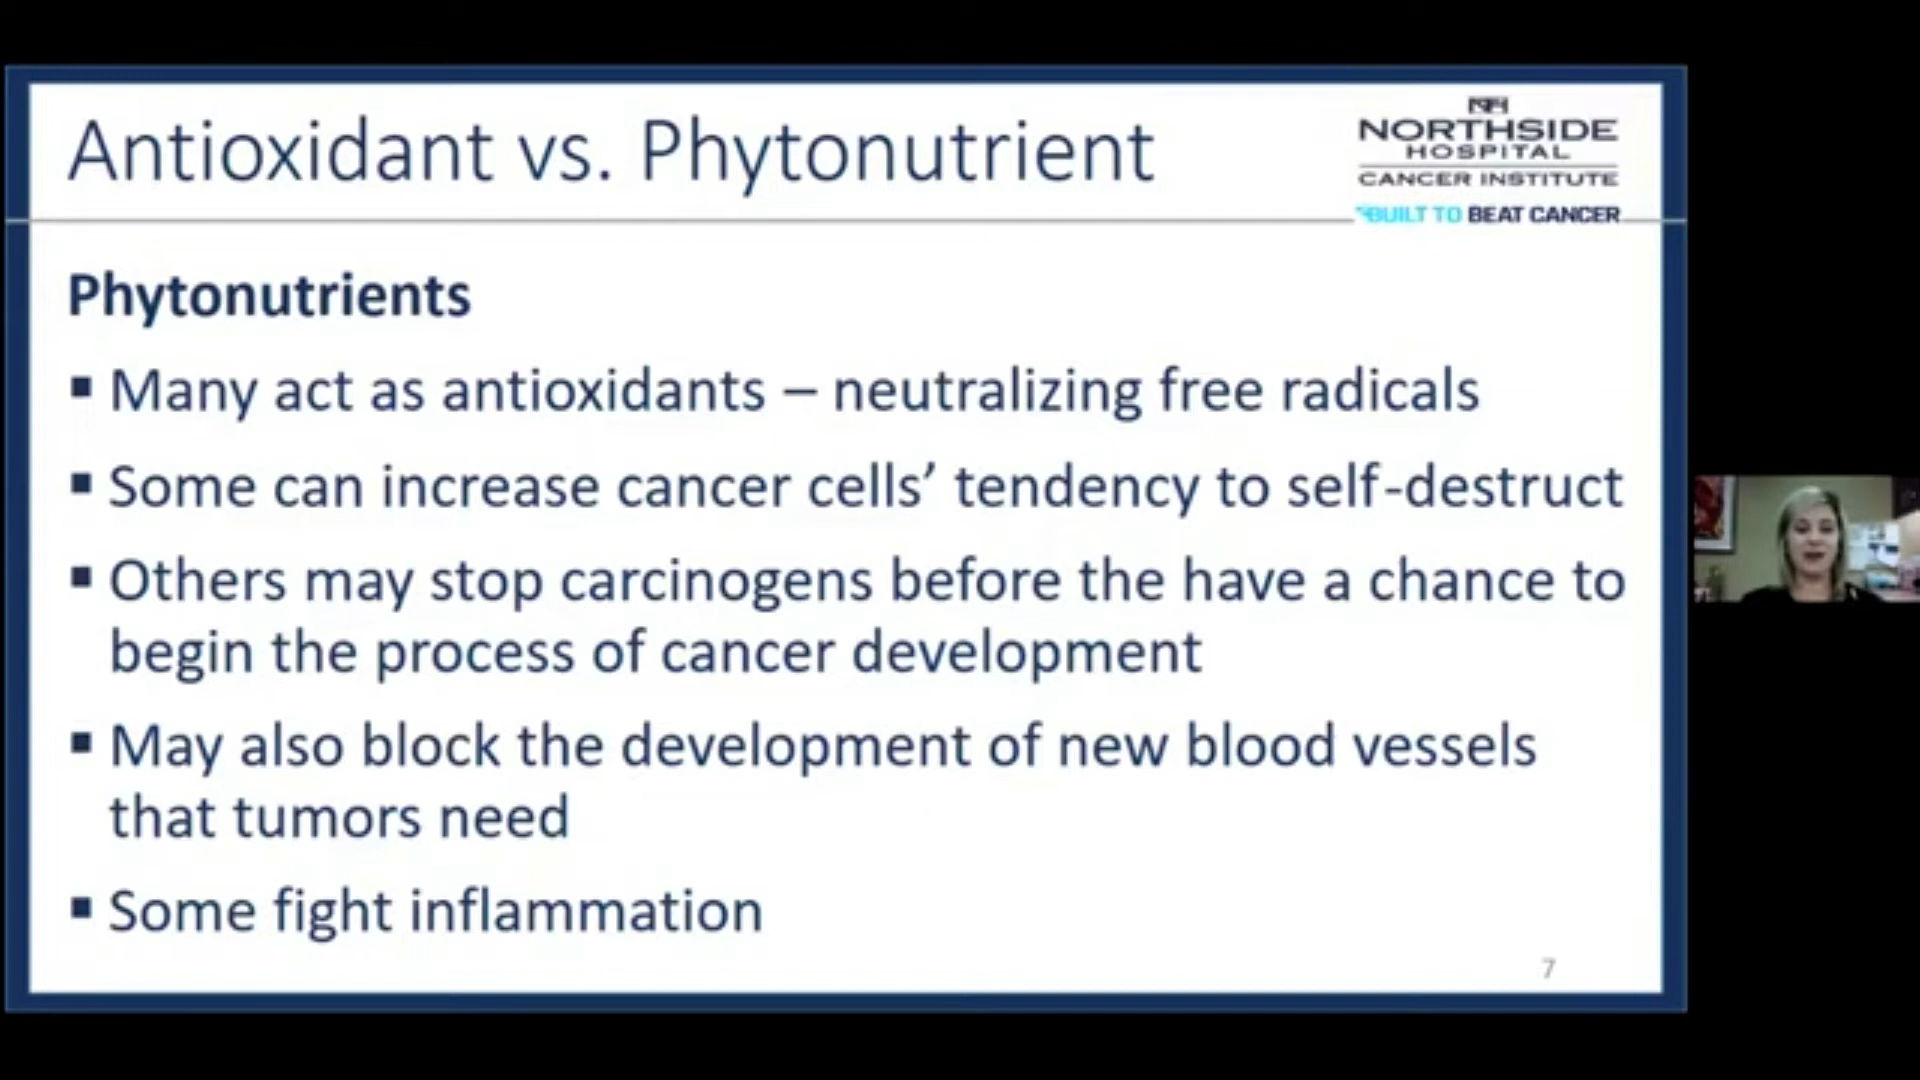 Antioxidant vs. Phytonutrient
NH
NORTHSIDE
HOSPITAL
CANCER INSTITUTE
BUILT TO BEAT CANCER
Phytonutrients
▪ Many act as antioxidants – neutralizing free radicals
▪ Some can increase cancer cells’ tendency to self-destruct
▪ Others may stop carcinogens before the have a chance to
begin the process of cancer development
▪ May also block the development of new blood vessels
that tumors need
▪ Some fight inflammation
7